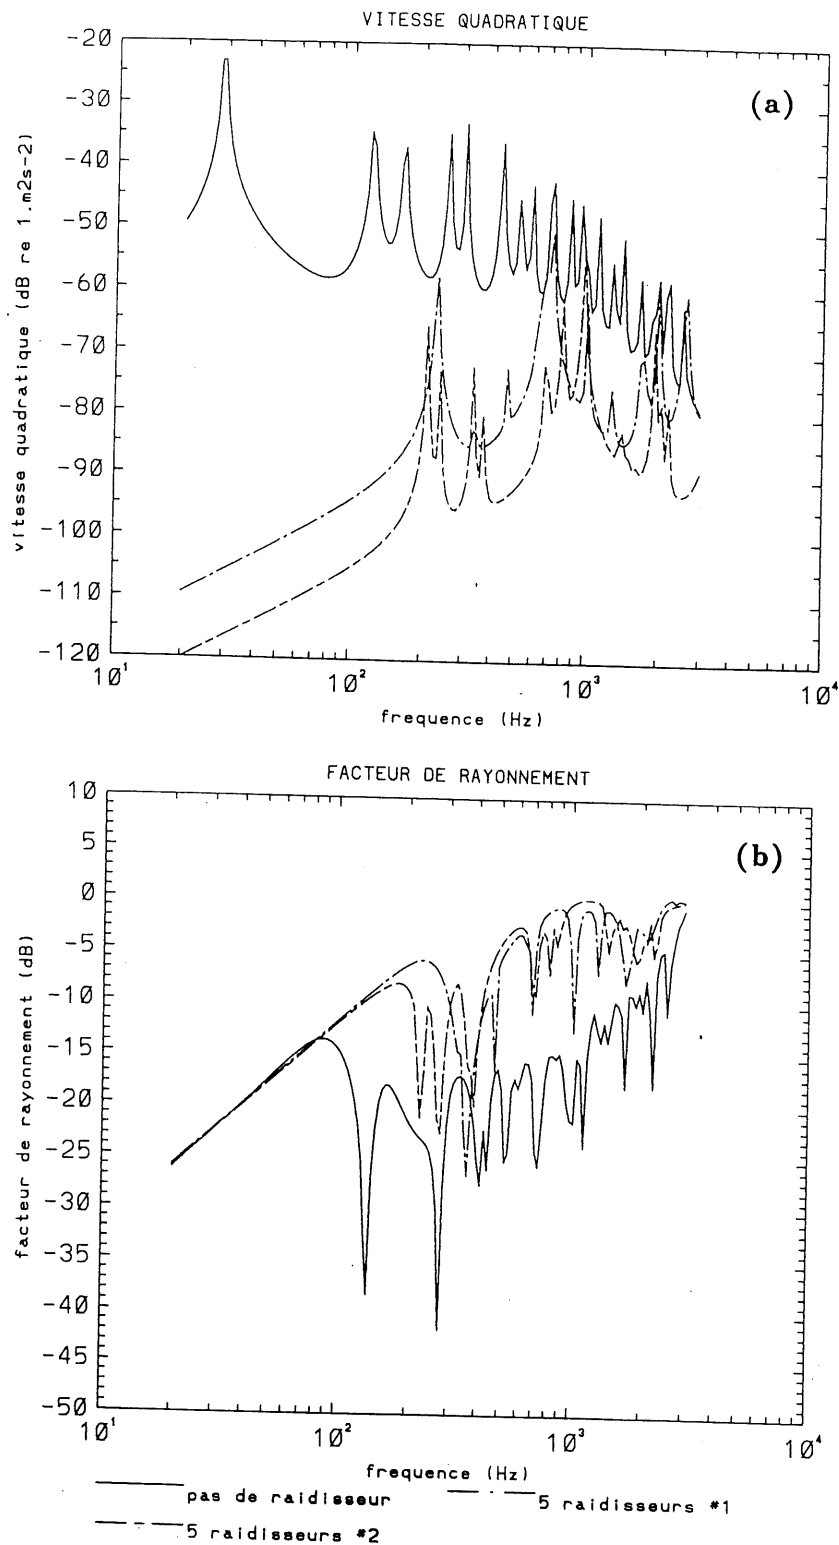 VITESSE QUADRATIQUE
-20
-30
-40
-50
-60
-70
-80
-90
-100
-110
-120
vitesse quadratique (dB re 1.m2s-2)
(a)
10¹
10²
10³
10⁴
frequence (Hz)
FACTEUR DE RAYONNEMENT
10
5
0
-5
-10
-15
-20
-25
-30
-35
-40
-45
-50
facteur de rayonnement (dB)
(b)
10¹
10²
10³
10⁴
frequence (Hz)
pas de raidisseur
5 raidisseurs #1
5 raidisseurs #2